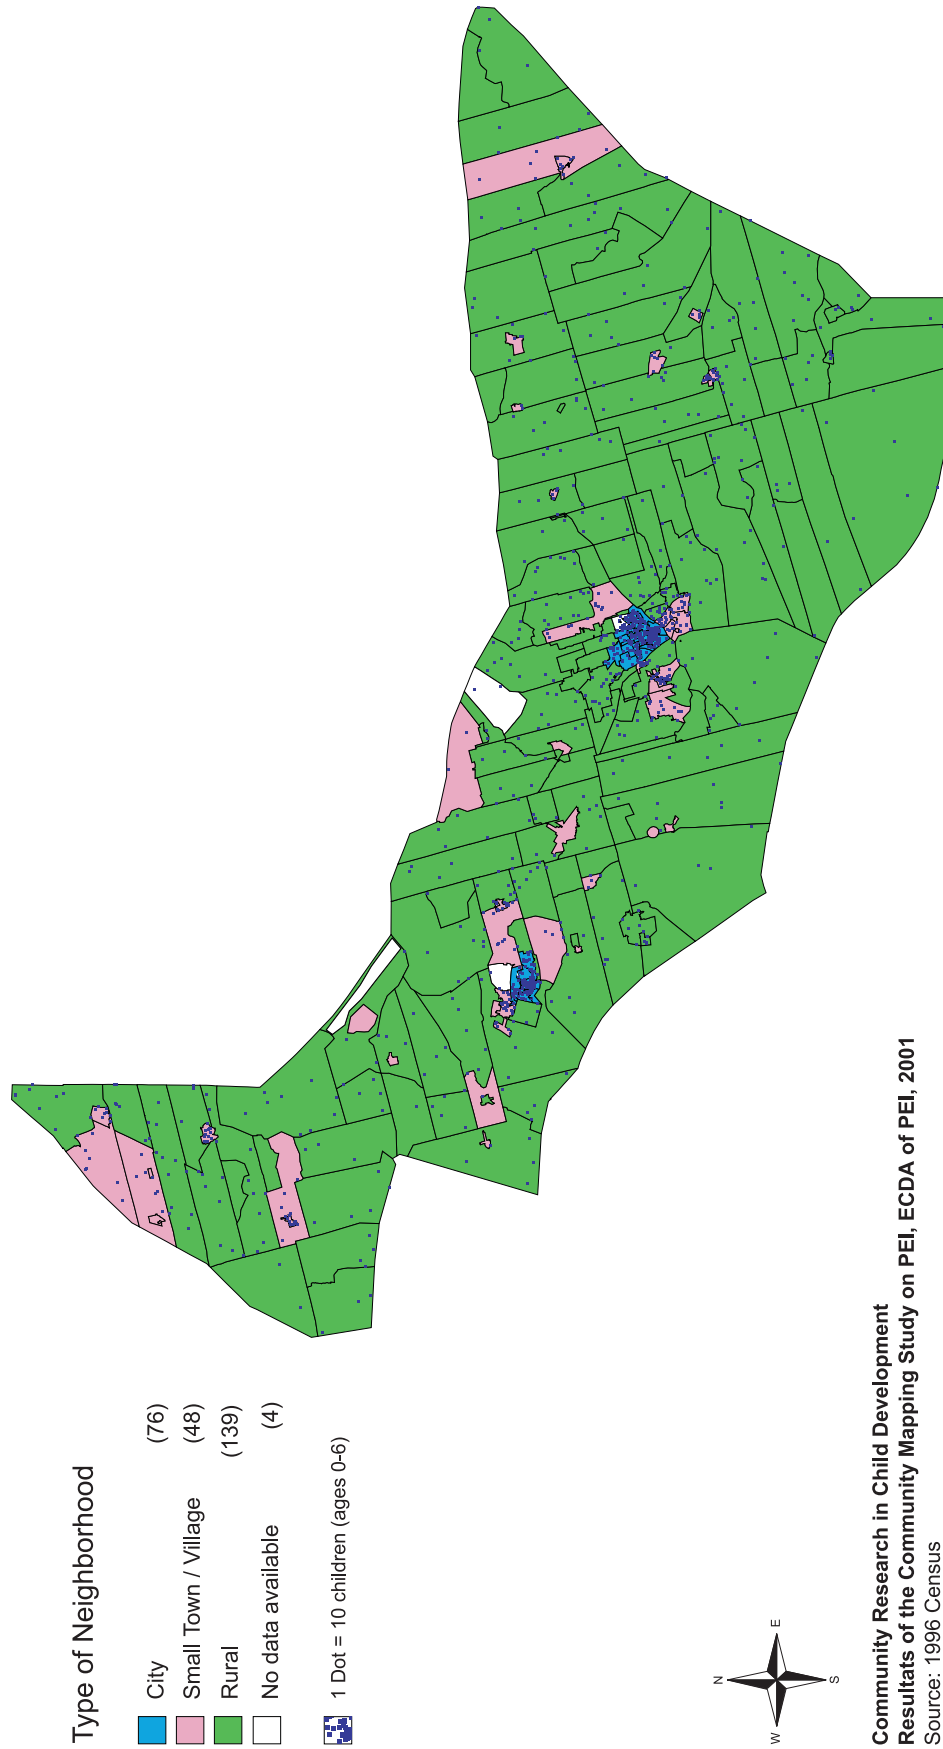 Type of Neighborhood
City (76)
Small Town / Village (48)
Rural (139)
No data available (4)
1 Dot = 10 children (ages 0-6)
N
W E
S
Community Research in Child Development
Resultats of the Community Mapping Study on PEI, ECDA of PEI, 2001
Source: 1996 Census